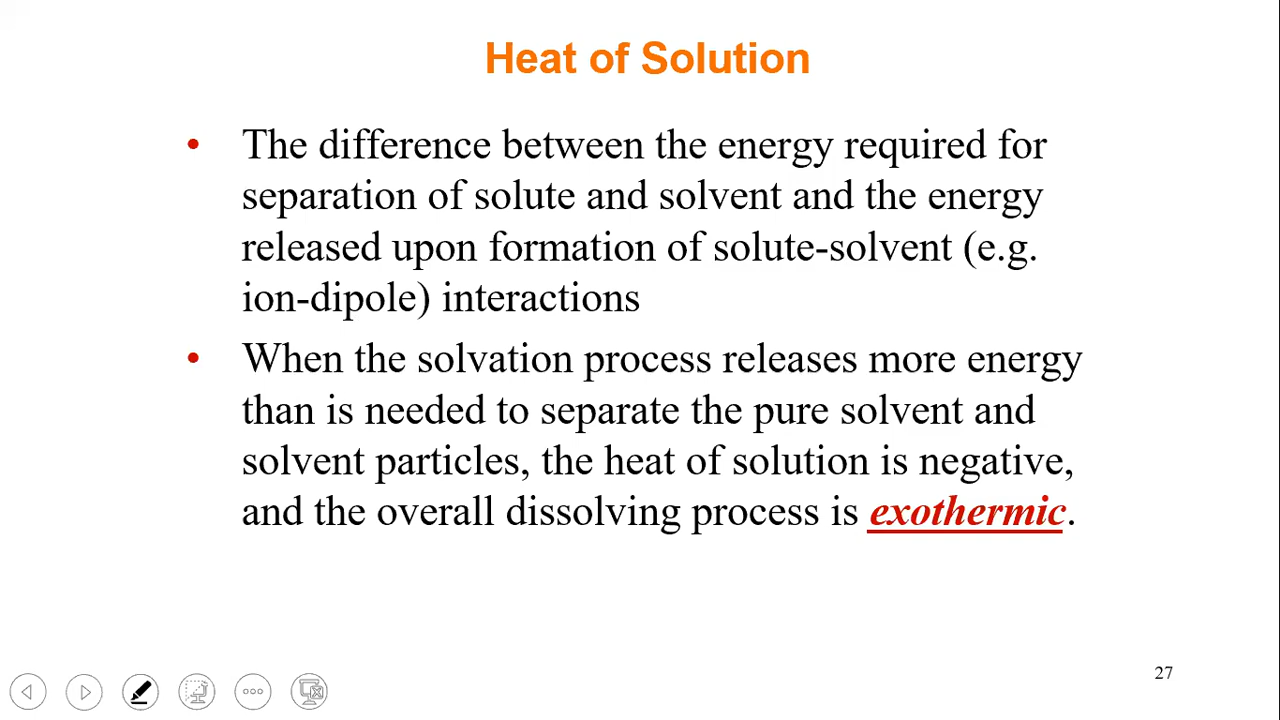 Heat of Solution
• The difference between the energy required for
separation of solute and solvent and the energy
released upon formation of solute-solvent (e.g.
ion-dipole) interactions
• When the solvation process releases more energy
than is needed to separate the pure solvent and
solvent particles, the heat of solution is negative,
and the overall dissolving process is exothermic.
27